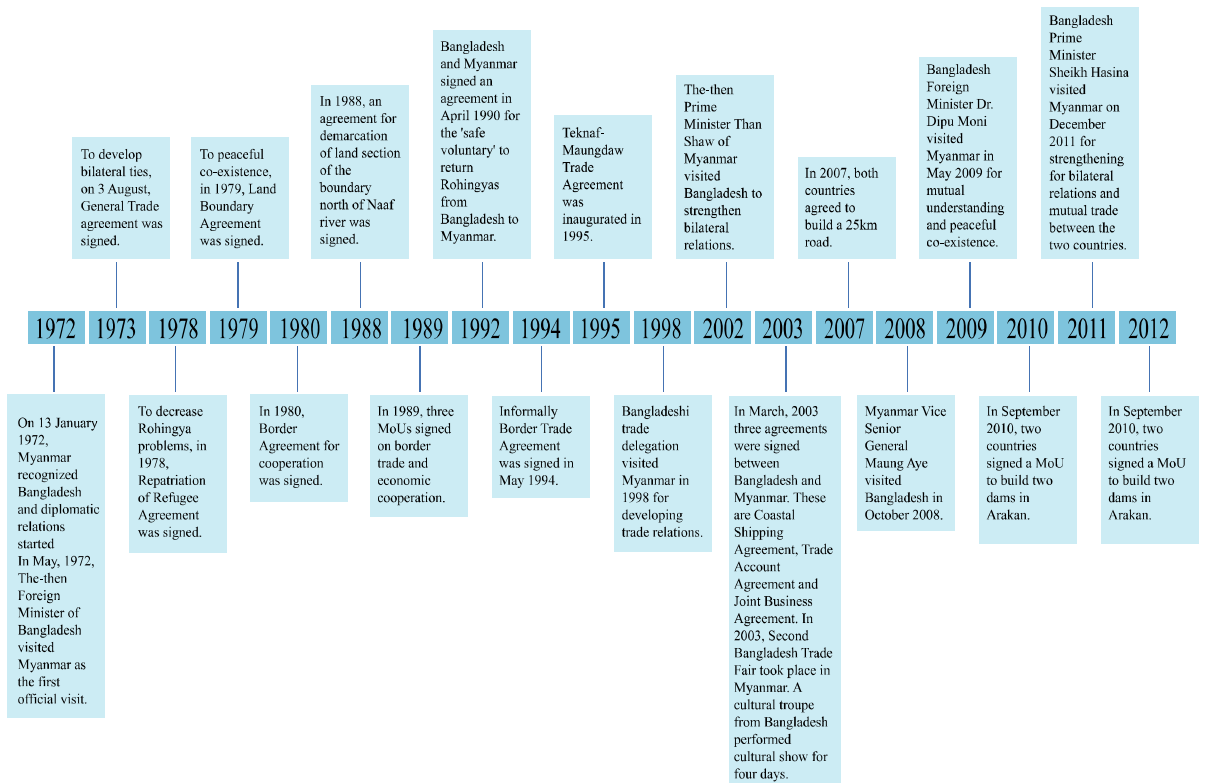 To develop
bilateral ties,
on 3 August,
General Trade
agreement was
signed.
To peaceful
co-existence,
in 1979, Land
Boundary
Agreement
was signed.
In 1988, an
agreement for
demarcation
of land section
of the
boundary
north of Naaf
river was
signed.
Bangladesh
and Myanmar
signed an
agreement in
April 1990 for
the 'safe
voluntary' to
return
Rohingyas
from
Bangladesh to
Myanmar.
Teknaf-
Maungdaw
Trade
Agreement
was
inaugurated in
1995.
The-then
Prime
Minister Than
Shaw of
Myanmar
visited
Bangladesh to
strengthen
bilateral
relations.
In 2007, both
countries
agreed to
build a 25km
road.
Bangladesh
Foreign
Minister Dr.
Dipu Moni
visited
Myanmar in
May 2009 for
mutual
understanding
and peaceful
co-existence.
Bangladesh
Prime
Minister
Sheikh Hasina
visited
Myanmar on
December
2011 for
strengthening
for bilateral
relations and
mutual trade
between the
two countries.
1972 1973 1978 1979 1980 1988 1989 1992 1994 1995 1998 2002 2003 2007 2008 2009 2010 2011 2012
On 13 January
1972,
Myanmar
recognized
Bangladesh
and diplomatic
relations
started
In May, 1972,
The-then
Foreign
Minister of
Bangladesh
visited
Myanmar as
the first
official visit.
To decrease
Rohingya
problems, in
1978,
Repatriation
of Refugee
Agreement
was signed.
In 1980,
Border
Agreement for
cooperation
was signed.
In 1989, three
MoUs signed
on border
trade and
economic
cooperation.
Informally
Border Trade
Agreement
was signed in
May 1994.
Bangladeshi
trade
delegation
visited
Myanmar in
1998 for
developing
trade relations.
In March, 2003
three agreements
were signed
between
Bangladesh and
Myanmar. These
are Coastal
Shipping
Agreement, Trade
Account
Agreement and
Joint Business
Agreement. In
2003, Second
Bangladesh Trade
Fair took place in
Myanmar. A
cultural troupe
from Bangladesh
performed
cultural show for
four days.
Myanmar Vice
Senior
General
Maung Aye
visited
Bangladesh in
October 2008.
In September
2010, two
countries
signed a MoU
to build two
dams in
Arakan.
In September
2010, two
countries
signed a MoU
to build two
dams in
Arakan.